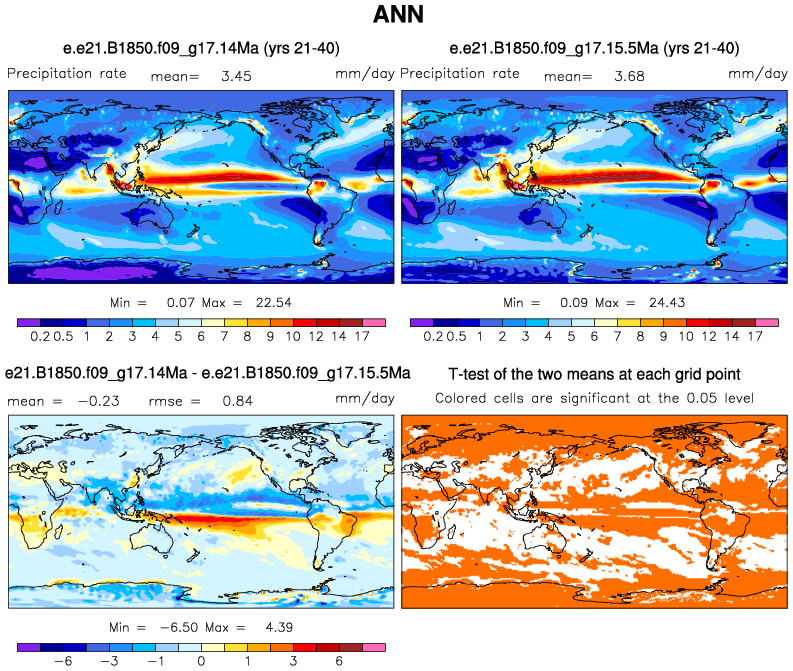 ANN
e.e21.B1850.f09_g17.14Ma (yrs 21-40)
Precipitation rate mean= 3.45 mm/day
Min = 0.07 Max = 22.54
0.2 0.5 1 2 3 4 5 6 7 8 9 10 12 14 17
e.e21.B1850.f09_g17.15.5Ma (yrs 21-40)
Precipitation rate mean= 3.68 mm/day
Min = 0.09 Max = 24.43
0.2 0.5 1 2 3 4 5 6 7 8 9 10 12 14 17
e21.B1850.f09_g17.14Ma - e.e21.B1850.f09_g17.15.5Ma
mean = -0.23 rmse = 0.84 mm/day
Min = -6.50 Max = 4.39
-6 -3 -1 0 1 3 6
T-test of the two means at each grid point
Colored cells are significant at the 0.05 level